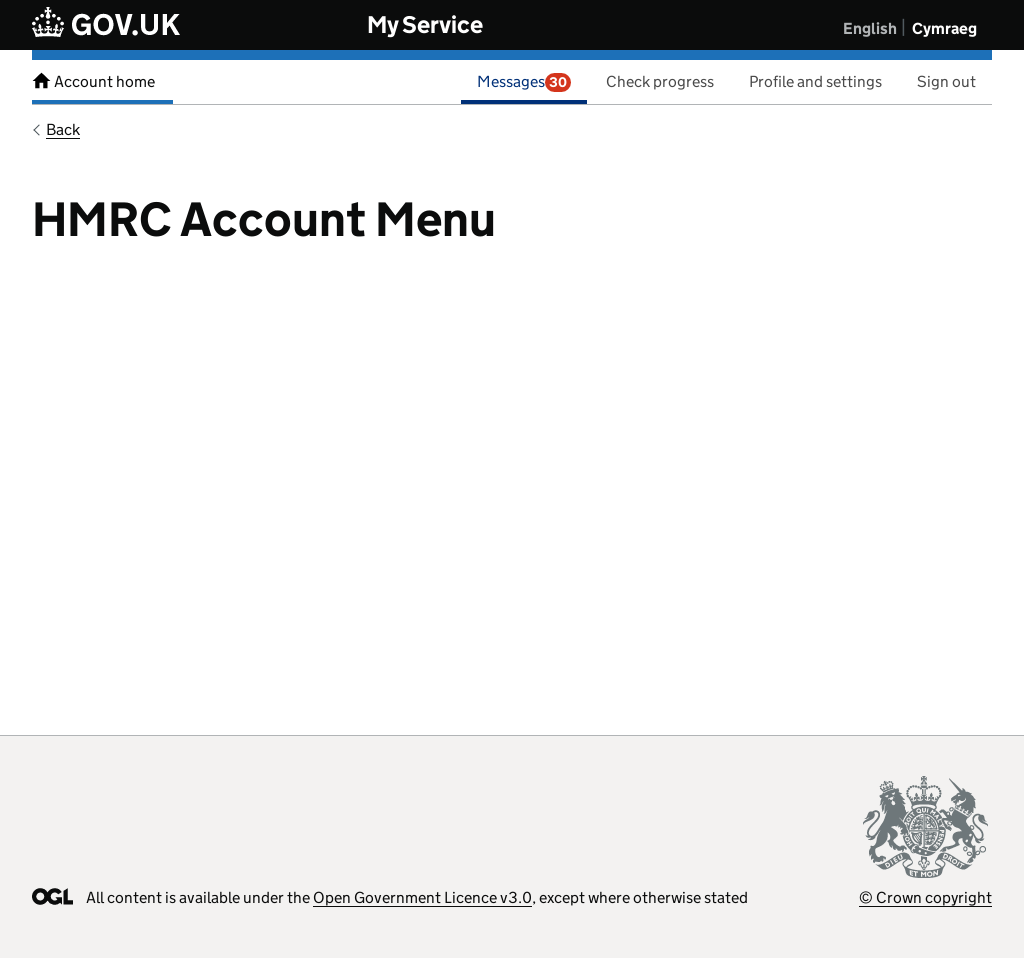 GOV.UK My Service English Cymraeg
Account home Messages 30 Check progress Profile and settings Sign out
Back
HMRC Account Menu
DIEU ET MON DROIT
OGL All content is available under the Open Government Licence v3.0, except where otherwise stated © Crown copyright